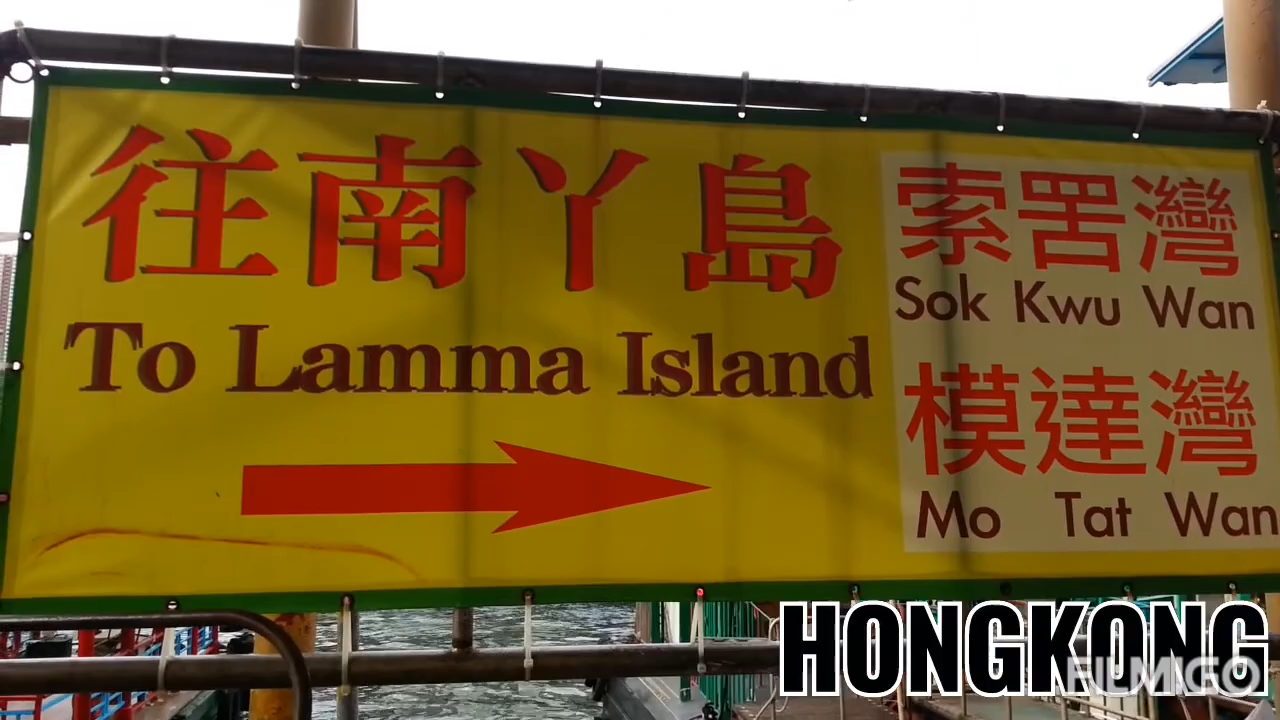 往南丫島
To Lamma Island
索罟灣
Sok Kwu Wan
模達灣
Mo Tat Wan
HONGKONG
FILMIGO